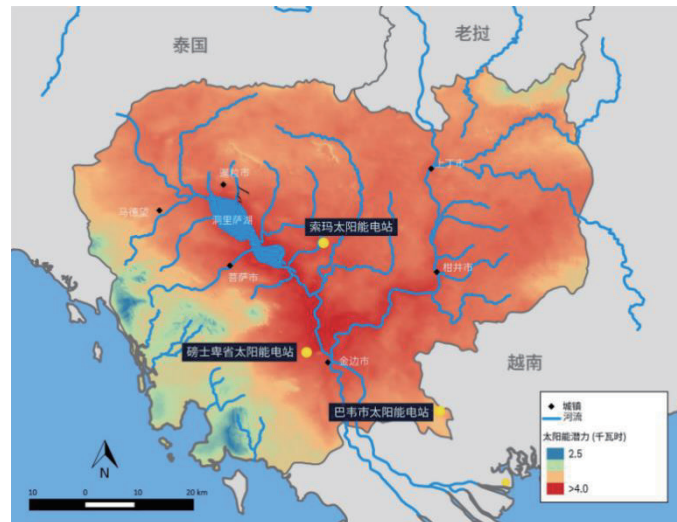 泰国
老挝
暹粒市
上丁市
马德望
洞里萨湖
索玛太阳能电站
菩萨市
桔井市
磅士卑省太阳能电站
金边市
越南
巴韦市太阳能电站
城镇
河流
太阳能潜力 (千瓦时)
2.5
>4.0
10 0 10 20 km